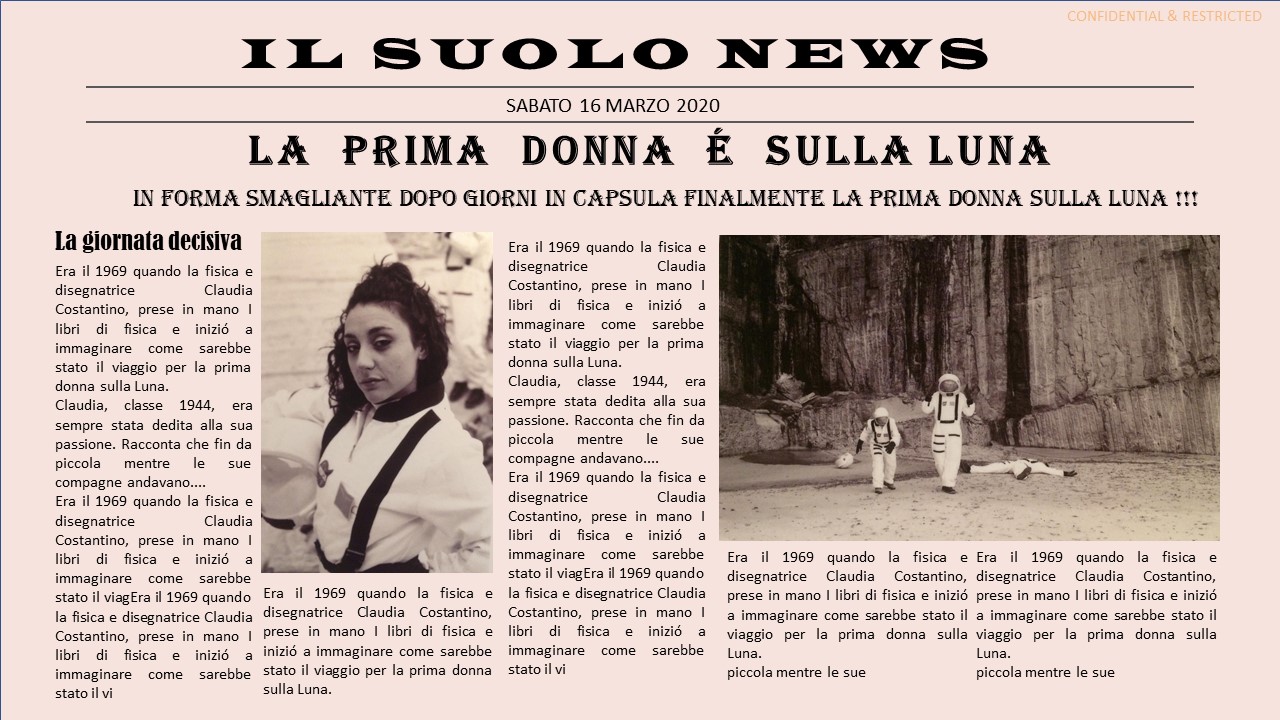 CONFIDENTIAL & RESTRICTED
IL SUOLO NEWS
SABATO 16 MARZO 2020
LA PRIMA DONNA É SULLA LUNA
IN FORMA SMAGLIANTE DOPO GIORNI IN CAPSULA FINALMENTE LA PRIMA DONNA SULLA LUNA !!!
La giornata decisiva
Era il 1969 quando la fisica e
disegnatrice Claudia
Costantino, prese in mano I
libri di fisica e inizió a
immaginare come sarebbe
stato il viaggio per la prima
donna sulla Luna.
Claudia, classe 1944, era
sempre stata dedita alla sua
passione. Racconta che fin da
piccola mentre le sue
compagne andavano....
Era il 1969 quando la fisica e
disegnatrice Claudia
Costantino, prese in mano I
libri di fisica e inizió a
immaginare come sarebbe
stato il viagEra il 1969 quando
la fisica e disegnatrice Claudia
Costantino, prese in mano I
libri di fisica e inizió a
immaginare come sarebbe
stato il vi
Era il 1969 quando la fisica e
disegnatrice Claudia Costantino,
prese in mano I libri di fisica e
inizió a immaginare come sarebbe
stato il viaggio per la prima donna
sulla Luna.
Era il 1969 quando la fisica e
disegnatrice Claudia
Costantino, prese in mano I
libri di fisica e inizió a
immaginare come sarebbe
stato il viaggio per la prima
donna sulla Luna.
Claudia, classe 1944, era
sempre stata dedita alla sua
passione. Racconta che fin da
piccola mentre le sue
compagne andavano....
Era il 1969 quando la fisica e
disegnatrice Claudia
Costantino, prese in mano I
libri di fisica e inizió a
immaginare come sarebbe
stato il viagEra il 1969 quando
la fisica e disegnatrice Claudia
Costantino, prese in mano I
libri di fisica e inizió a
immaginare come sarebbe
stato il vi
Era il 1969 quando la fisica e
disegnatrice Claudia Costantino,
prese in mano I libri di fisica e inizió
a immaginare come sarebbe stato il
viaggio per la prima donna sulla
Luna.
piccola mentre le sue
Era il 1969 quando la fisica e
disegnatrice Claudia Costantino,
prese in mano I libri di fisica e inizió
a immaginare come sarebbe stato il
viaggio per la prima donna sulla
Luna.
piccola mentre le sue